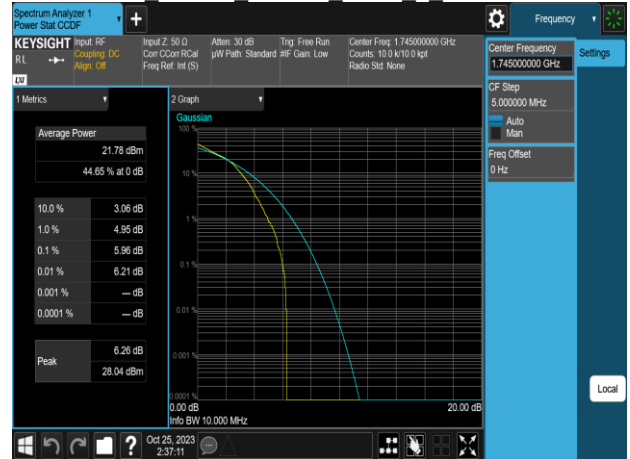 Spectrum Analyzer 1
Power Stat CCDF
Frequency
KEYSIGHT
RL
LXI
Input: RF
Coupling: DC
Align: Off
Input Z: 50 Ω
Corr CCorr RCal
Freq Ref: Int (S)
Atten: 30 dB
µW Path: Standard
Trig: Free Run
#IF Gain: Low
Center Freq: 1.745000000 GHz
Counts: 10.0 k/10.0 kpt
Radio Std: None
Center Frequency
1.745000000 GHz
Settings
CF Step
5.000000 MHz
Auto
Man
Freq Offset
0 Hz
1 Metrics
Average Power
21.78 dBm
44.65 % at 0 dB
10.0 % 3.06 dB
1.0 % 4.95 dB
0.1 % 5.96 dB
0.01 % 6.21 dB
0.001 % --- dB
0.0001 % --- dB
Peak
6.26 dB
28.04 dBm
2 Graph
Gaussian
100 %
10 %
1 %
0.1 %
0.01 %
0.001 %
0.0001 %
0.00 dB 20.00 dB
Info BW 10.000 MHz
Local
?
Oct 25, 2023
2:37:11